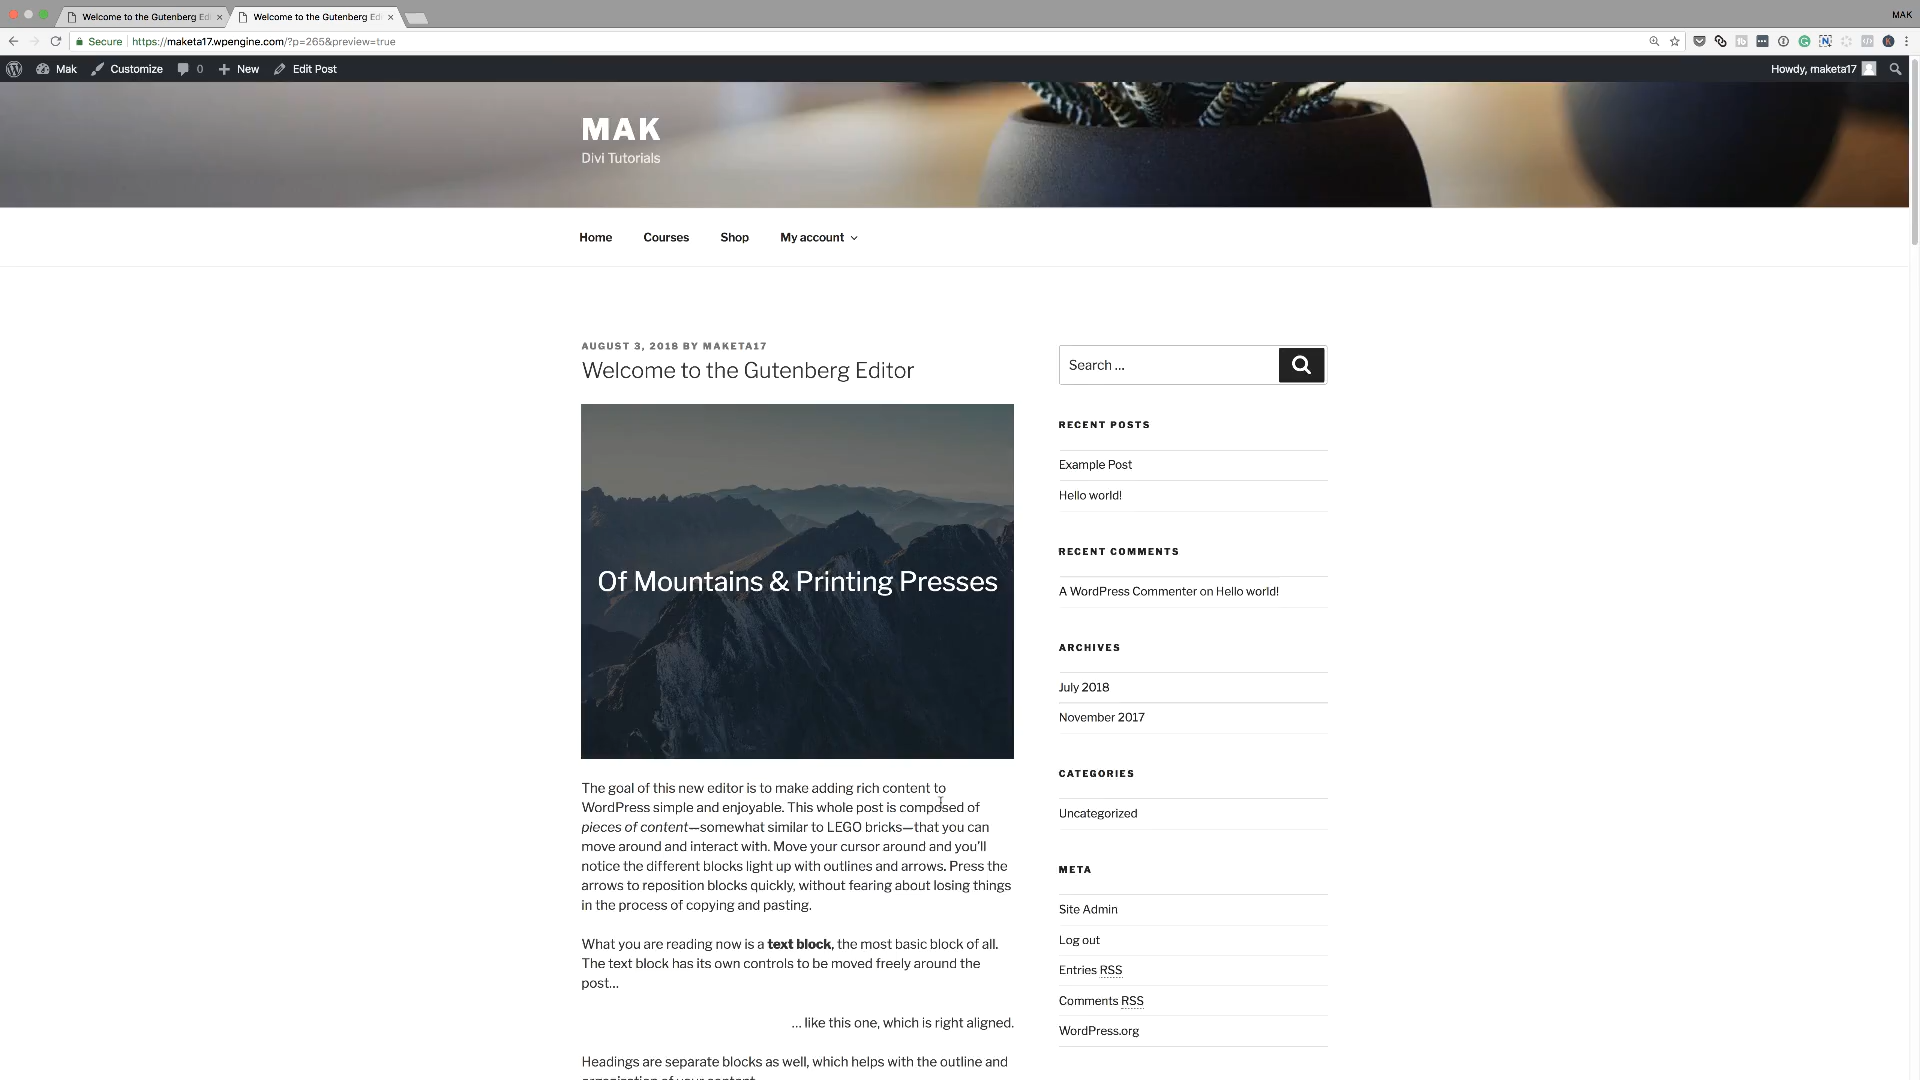 Welcome to the Gutenberg Edi
Welcome to the Gutenberg Edi
MAK
Secure https://maketa17.wpengine.com/?p=265&preview=true
Mak Customize 0 New Edit Post Howdy, maketa17
MAK
Divi Tutorials
Home Courses Shop My account
AUGUST 3, 2018 BY MAKETA17
Welcome to the Gutenberg Editor
Of Mountains & Printing Presses
The goal of this new editor is to make adding rich content to
WordPress simple and enjoyable. This whole post is composed of
pieces of content—somewhat similar to LEGO bricks—that you can
move around and interact with. Move your cursor around and you'll
notice the different blocks light up with outlines and arrows. Press the
arrows to reposition blocks quickly, without fearing about losing things
in the process of copying and pasting.
What you are reading now is a text block, the most basic block of all.
The text block has its own controls to be moved freely around the
post...
... like this one, which is right aligned.
Headings are separate blocks as well, which helps with the outline and
organization of your content.
Search ...
RECENT POSTS
Example Post
Hello world!
RECENT COMMENTS
A WordPress Commenter on Hello world!
ARCHIVES
July 2018
November 2017
CATEGORIES
Uncategorized
META
Site Admin
Log out
Entries RSS
Comments RSS
WordPress.org